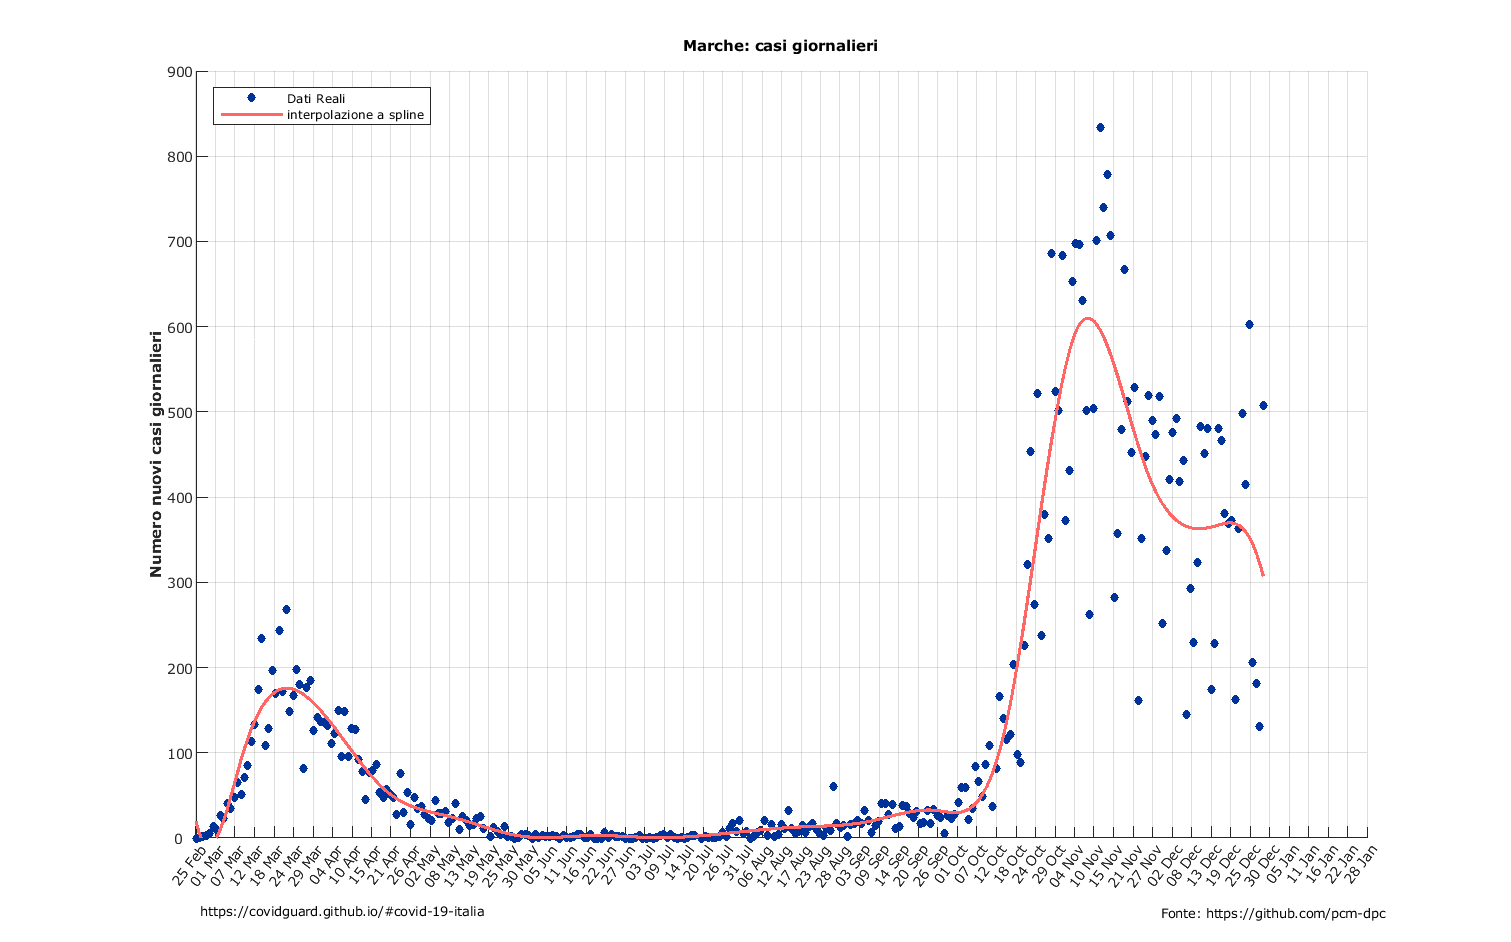 Marche: casi giornalieri
Dati Reali
interpolazione a spline
Numero nuovi casi giornalieri
900
800
700
600
500
400
300
200
100
0
25 Feb
01 Mar
07 Mar
12 Mar
18 Mar
24 Mar
29 Mar
04 Apr
10 Apr
15 Apr
21 Apr
26 Apr
02 May
08 May
13 May
19 May
25 May
30 May
05 Jun
11 Jun
16 Jun
22 Jun
27 Jun
03 Jul
09 Jul
14 Jul
20 Jul
26 Jul
31 Jul
06 Aug
12 Aug
17 Aug
23 Aug
28 Aug
03 Sep
09 Sep
14 Sep
20 Sep
26 Sep
01 Oct
07 Oct
12 Oct
18 Oct
24 Oct
29 Oct
04 Nov
10 Nov
15 Nov
21 Nov
27 Nov
02 Dec
08 Dec
13 Dec
19 Dec
25 Dec
30 Dec
05 Jan
11 Jan
16 Jan
22 Jan
28 Jan
https://covidguard.github.io/#covid-19-italia
Fonte: https://github.com/pcm-dpc